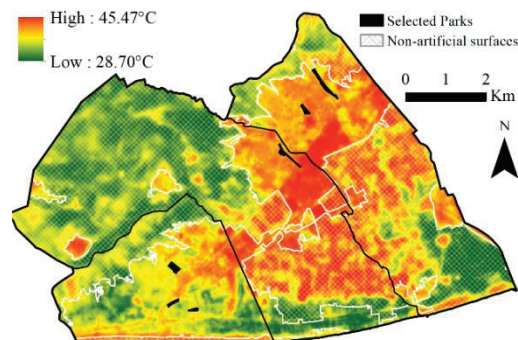 High : 45.47°C
Low : 28.70°C
Selected Parks
Non-artificial surfaces
0 1 2
Km
N